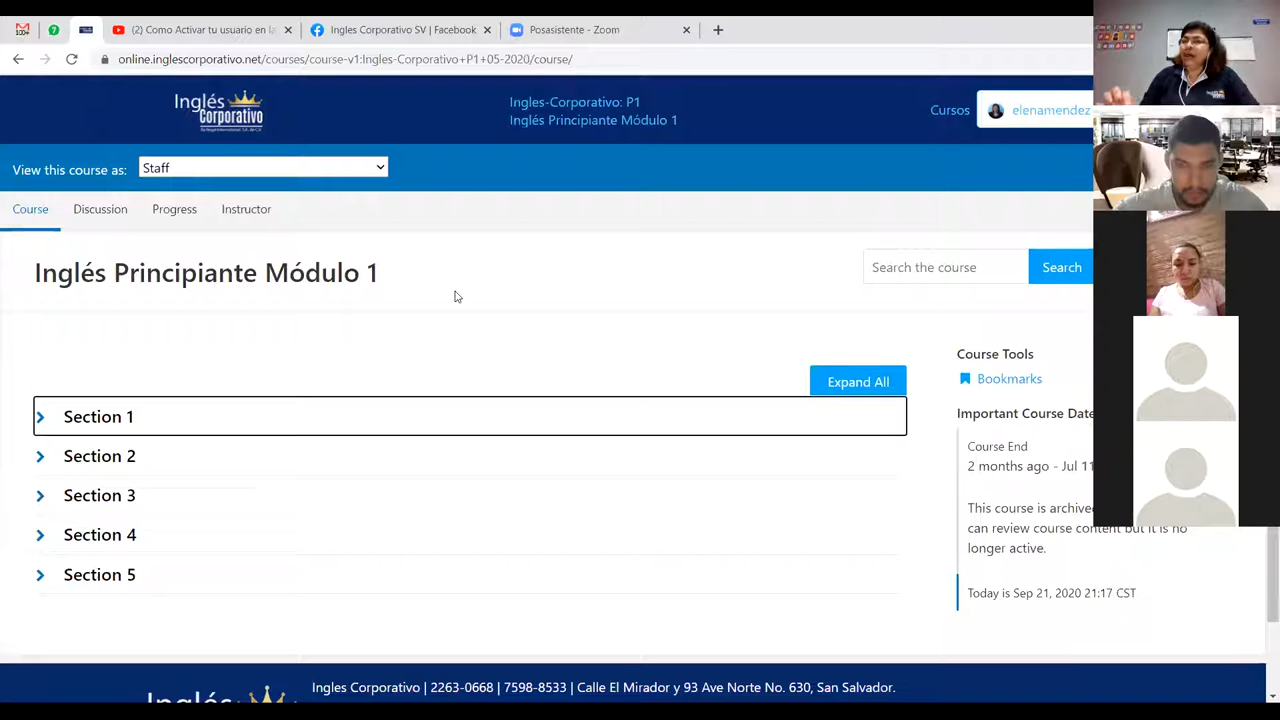 100+
7
(2) Como Activar tu usuario en la
Ingles Corporativo SV | Facebook
Posasistente - Zoom
online.inglescorporativo.net/courses/course-v1:Ingles-Corporativo+P1+05-2020/course/
Inglés
Corporativo
Ingles-Corporativo: P1
Inglés Principiante Módulo 1
Cursos
elenamendez
View this course as:
Staff
Course
Discussion
Progress
Instructor
Inglés Principiante Módulo 1
Search the course
Search
Expand All
Section 1
Section 2
Section 3
Section 4
Section 5
Course Tools
Bookmarks
Important Course Date
Course End
2 months ago - Jul 11
This course is archive
can review course content but it is no
longer active.
Today is Sep 21, 2020 21:17 CST
Inglés
Ingles Corporativo | 2263-0668 | 7598-8533 | Calle El Mirador y 93 Ave Norte No. 630, San Salvador.